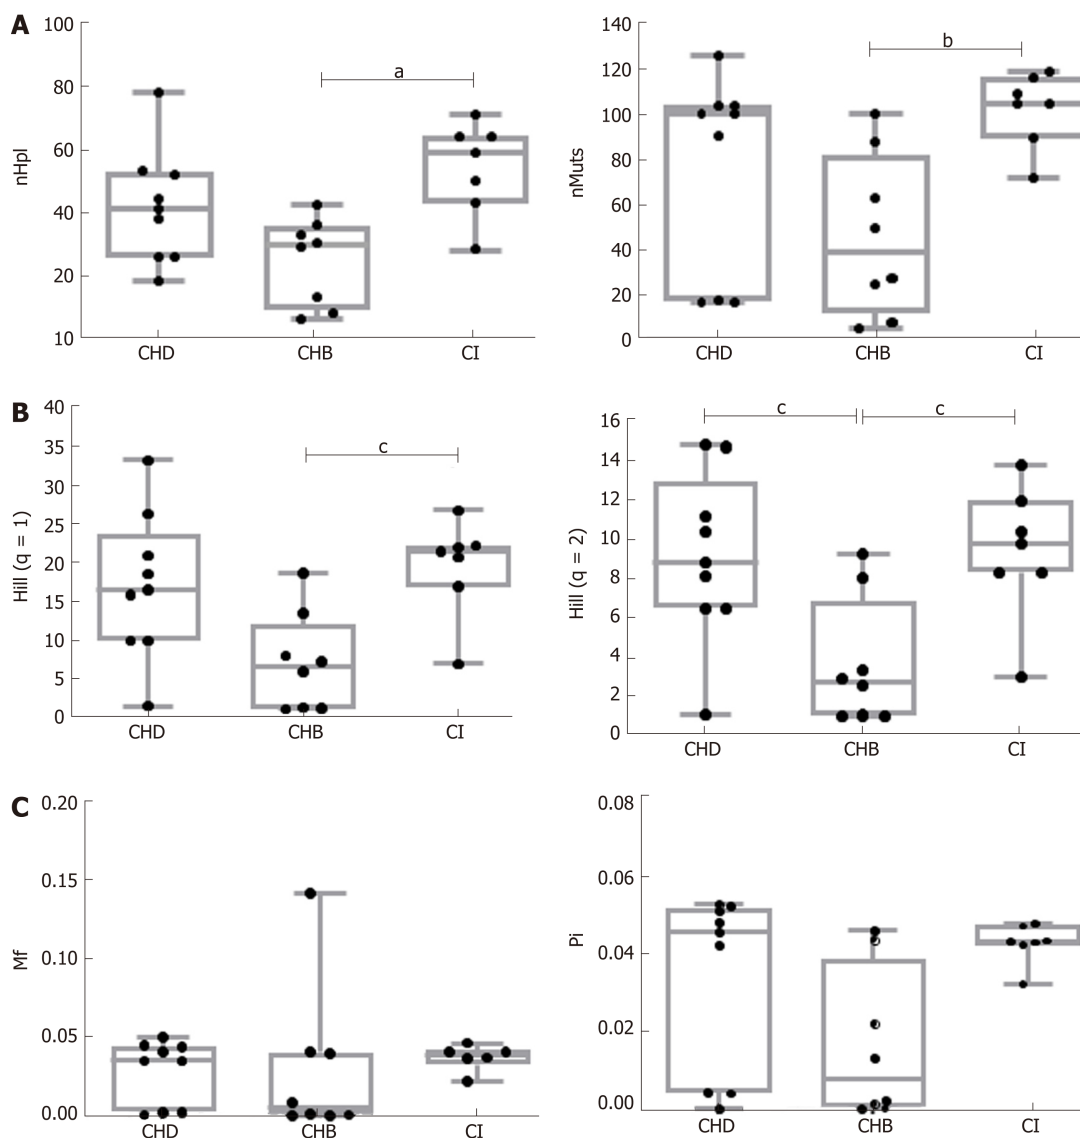 A
100
80
60
40
20
10
nHpl
a
CHD
CHB
CI
140
120
100
80
60
40
20
0
nMuts
b
CHD
CHB
CI
B
40
35
30
25
20
15
10
5
0
Hill (q = 1)
c
CHD
CHB
CI
16
14
12
10
8
6
4
2
0
Hill (q = 2)
c
c
CHD
CHB
CI
C
0.20
0.15
0.10
0.05
0.00
Mf
CHD
CHB
CI
0.08
0.06
0.04
0.02
0.00
Pi
CHD
CHB
CI